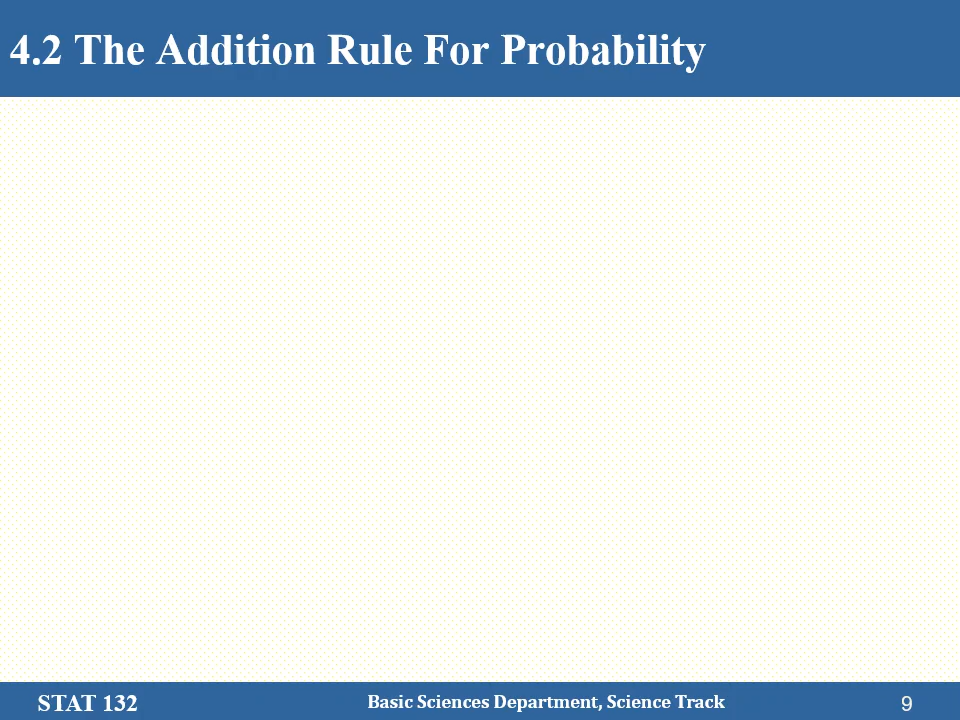 4.2 The Addition Rule For Probability
STAT 132
Basic Sciences Department, Science Track
9